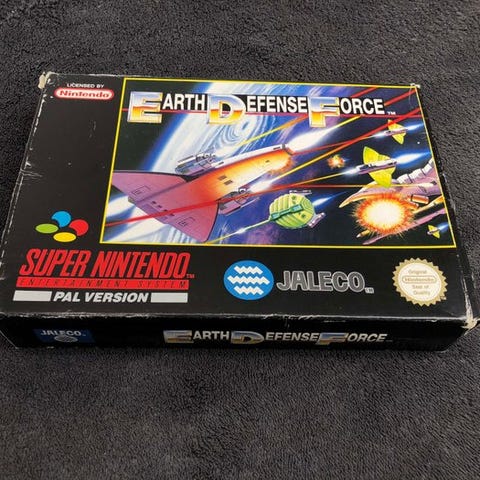 LICENSED BY
Nintendo
EARTH DEFENSE FORCE TM
SUPER NINTENDO TM
ENTERTAINMENT SYSTEM
PAL VERSION
JALECO TM
Original
Nintendo
Seal of
Quality
JALECO
EARTH DEFENSE FORCE